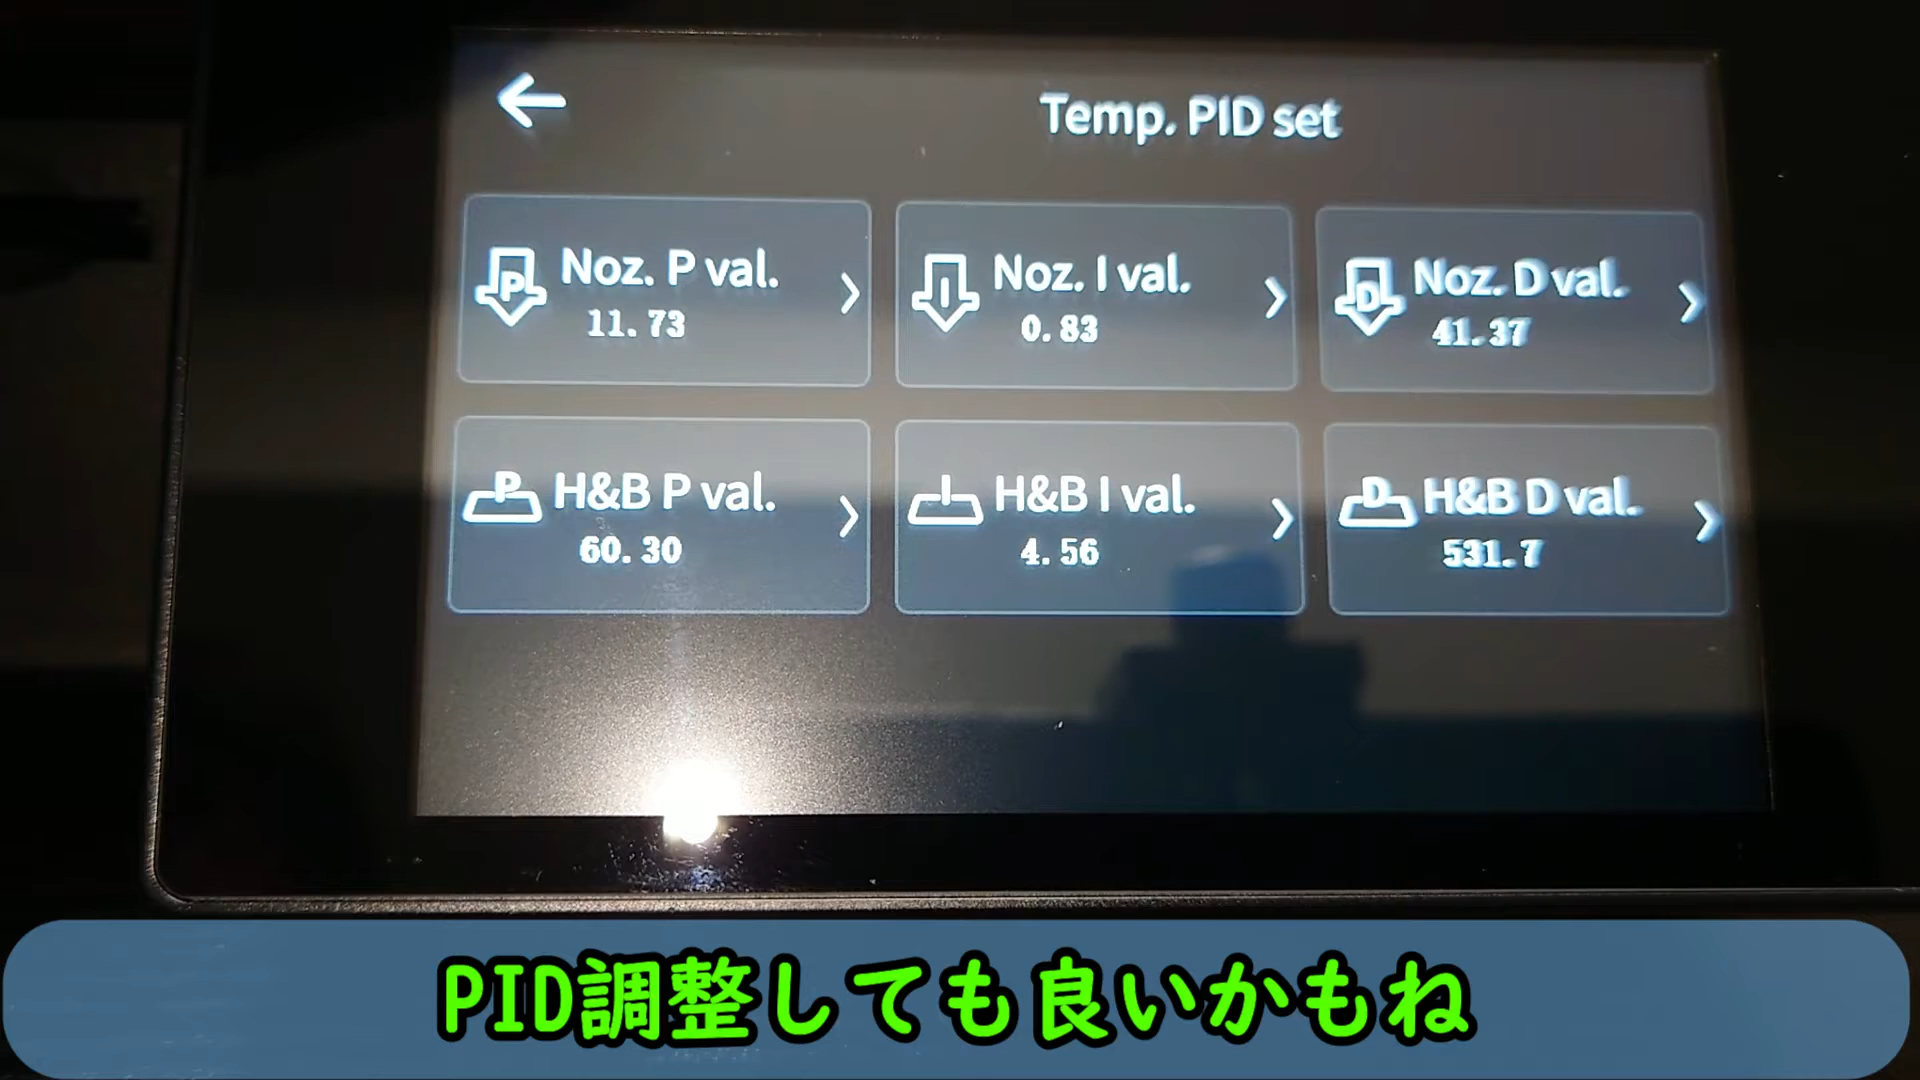 Temp. PID set
Noz. P val.
11.73
Noz. I val.
0.83
Noz. D val.
41.37
H&B P val.
60.30
H&B I val.
4.56
H&B D val.
531.7
PID調整しても良いかもね